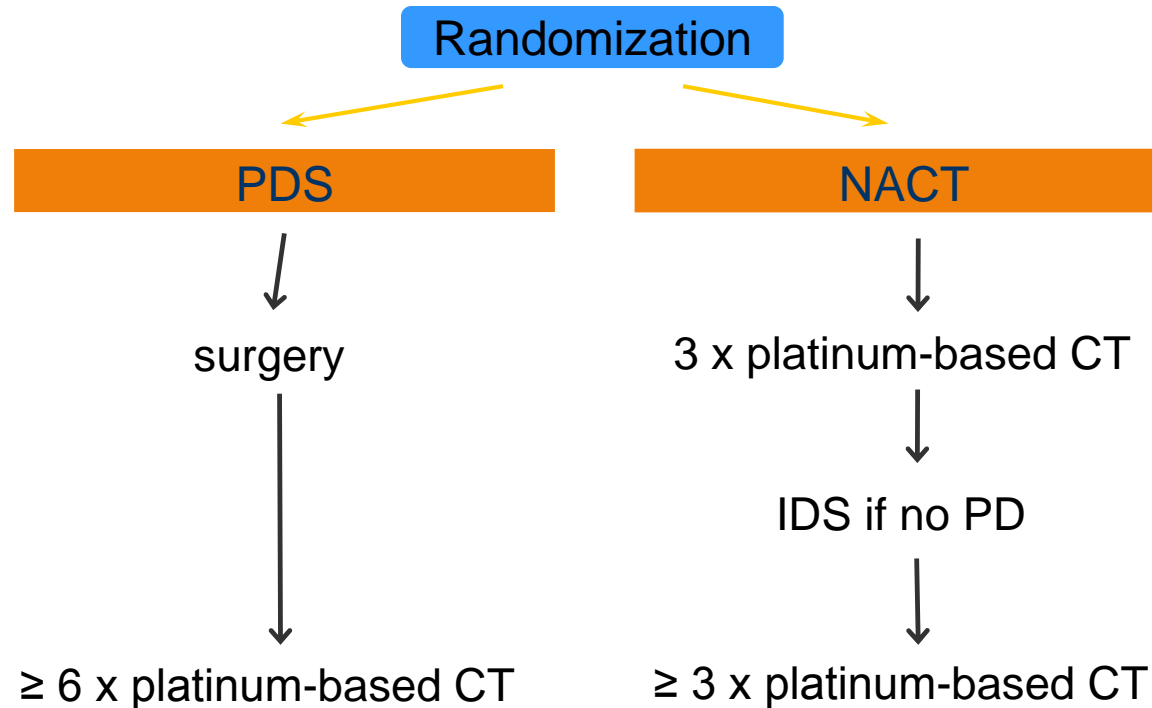 Randomization
PDS
NACT
surgery
3 x platinum-based CT
IDS if no PD
≥ 6 x platinum-based CT
≥ 3 x platinum-based CT